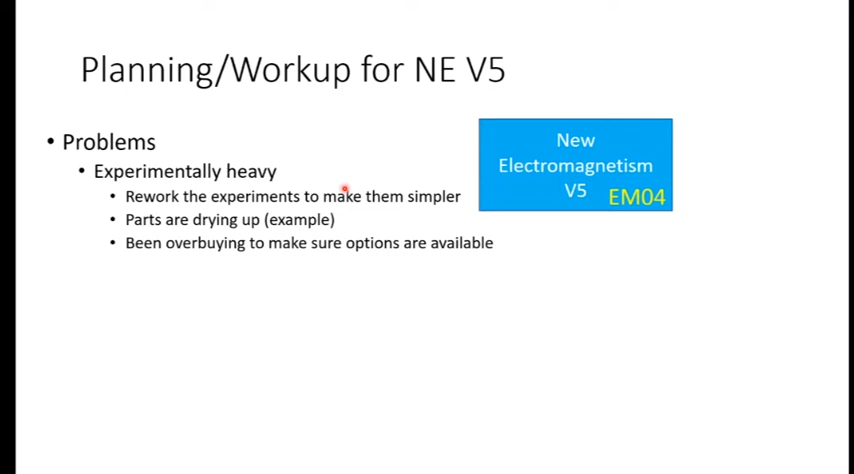 Planning/Workup for NE V5
• Problems
• Experimentally heavy
• Rework the experiments to make them simpler
• Parts are drying up (example)
• Been overbuying to make sure options are available
New
Electromagnetism
V5
EM04